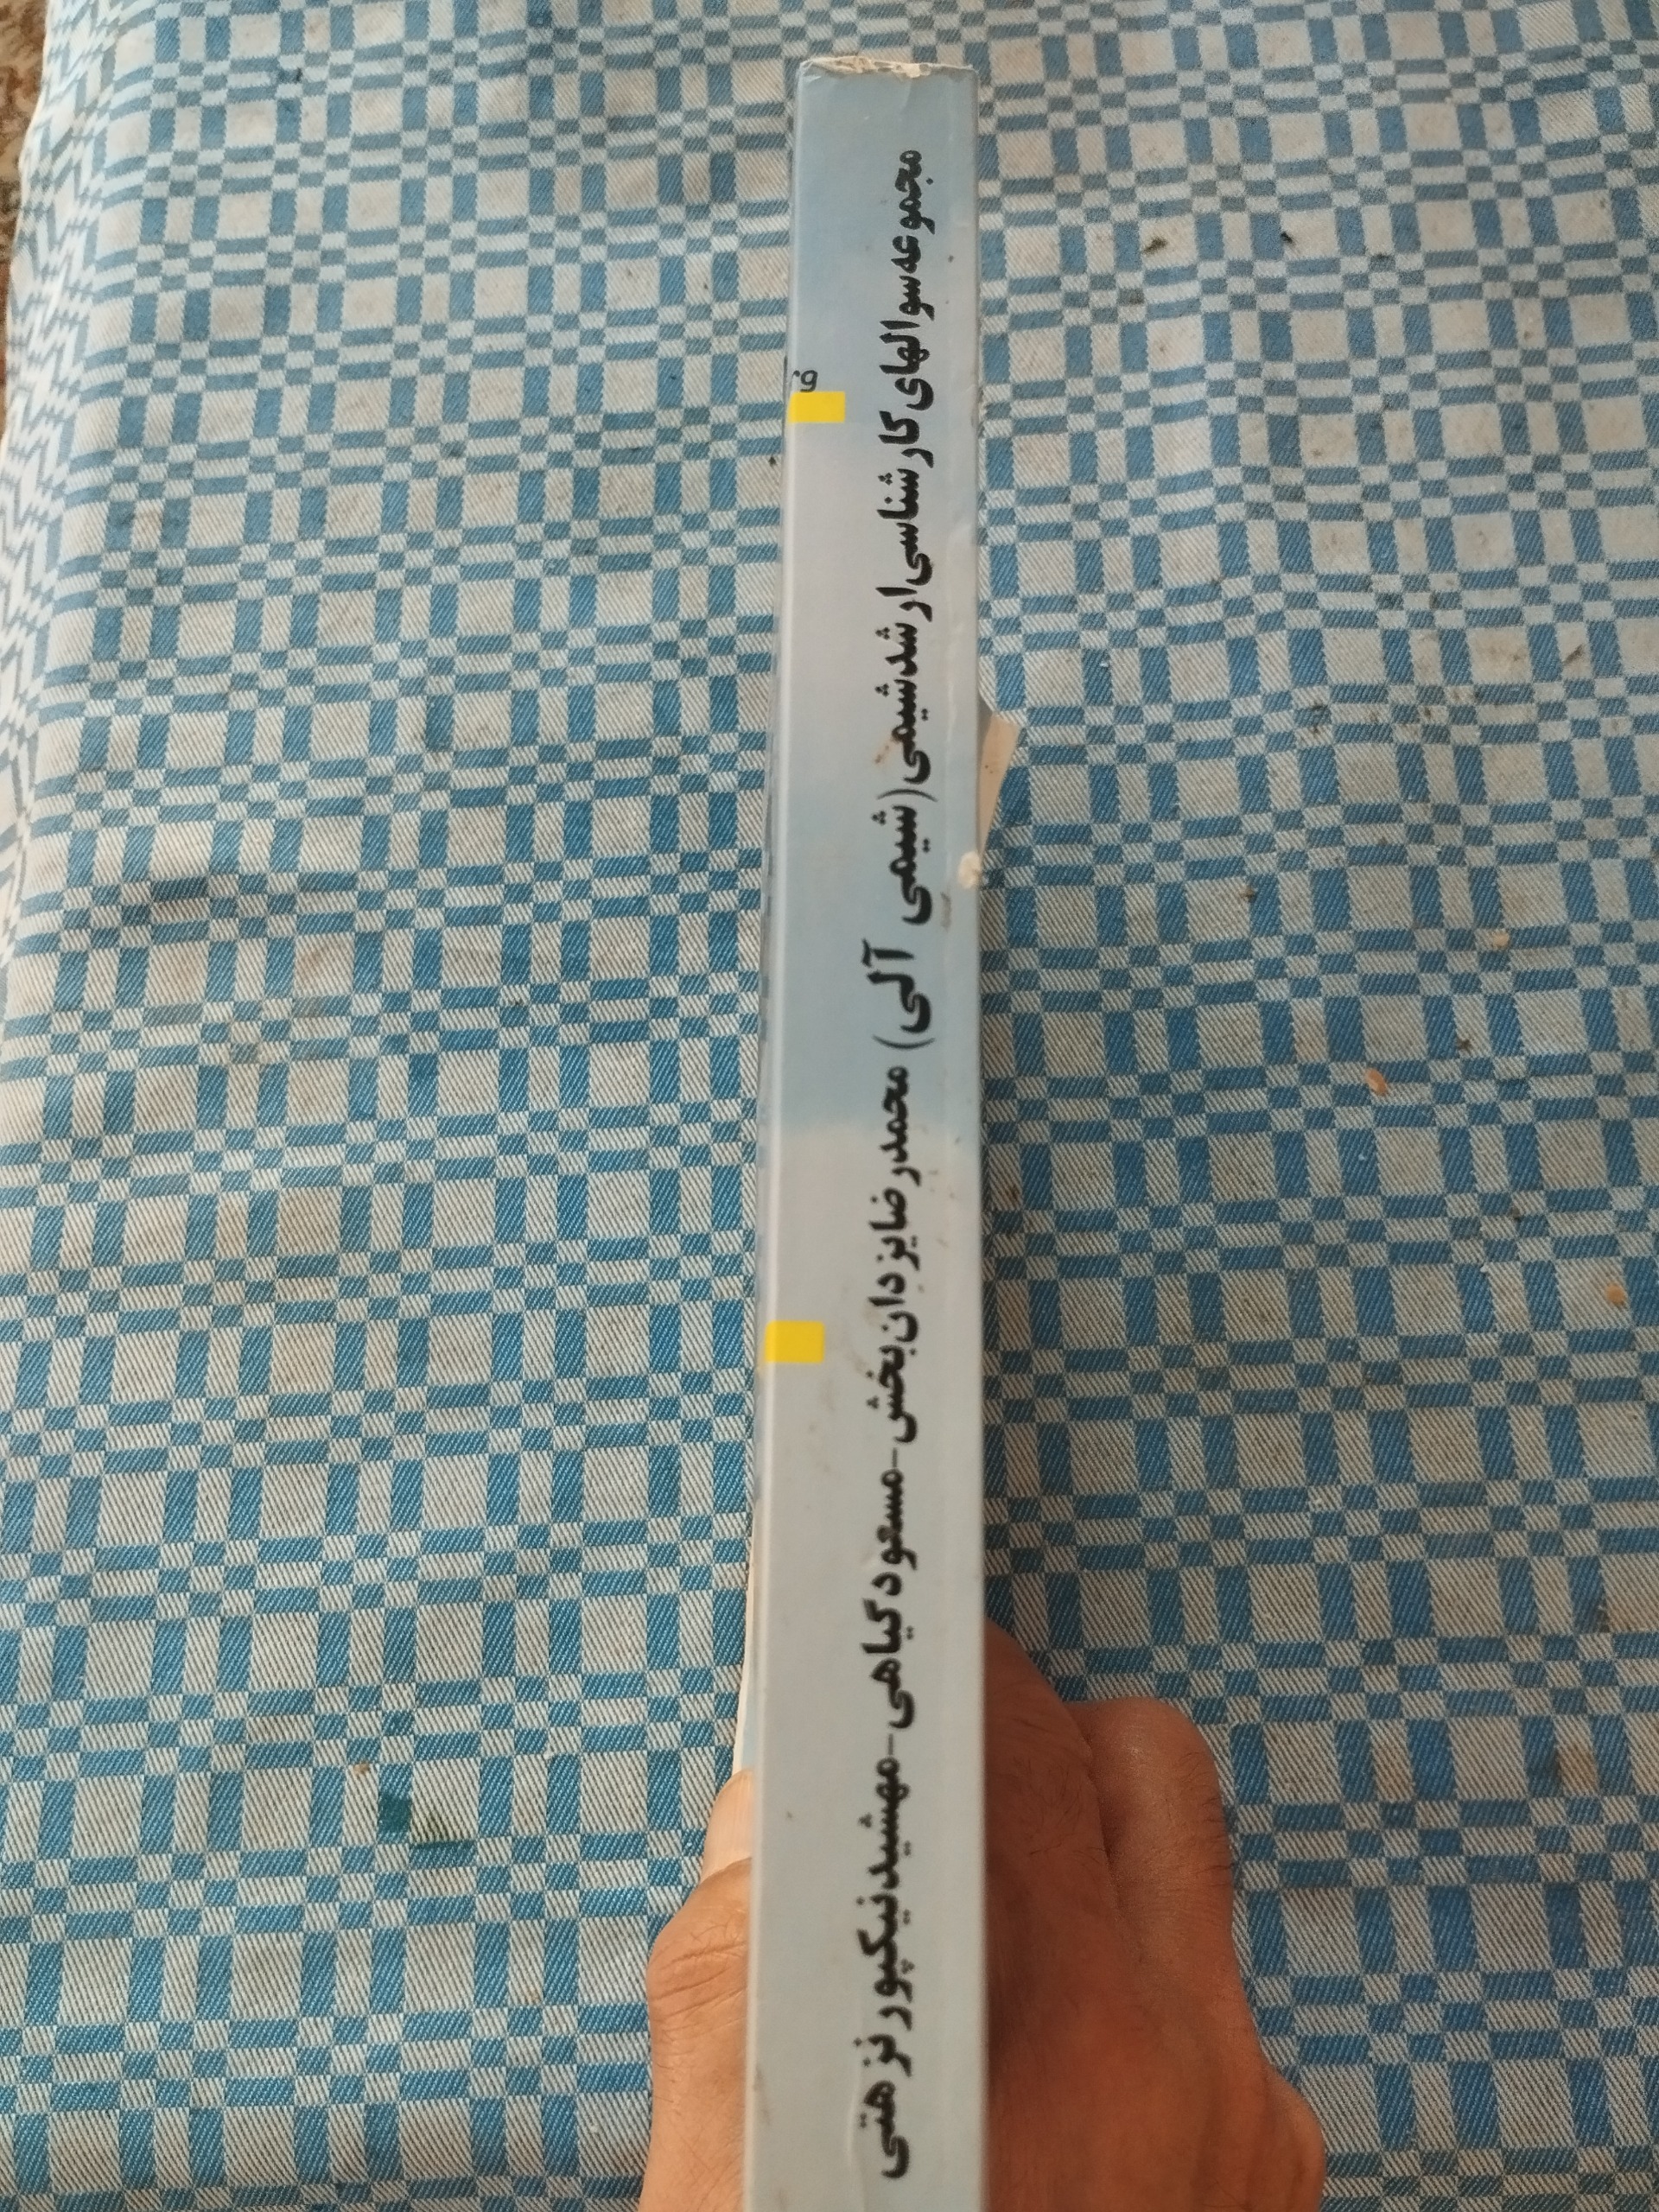 مجموعه سوالهای کارشناسی ارشد شیمی (شیمی آلی) محمدرضا یزدان بخش - مسعود کیاهی - مهشید نیکپور نزهتی